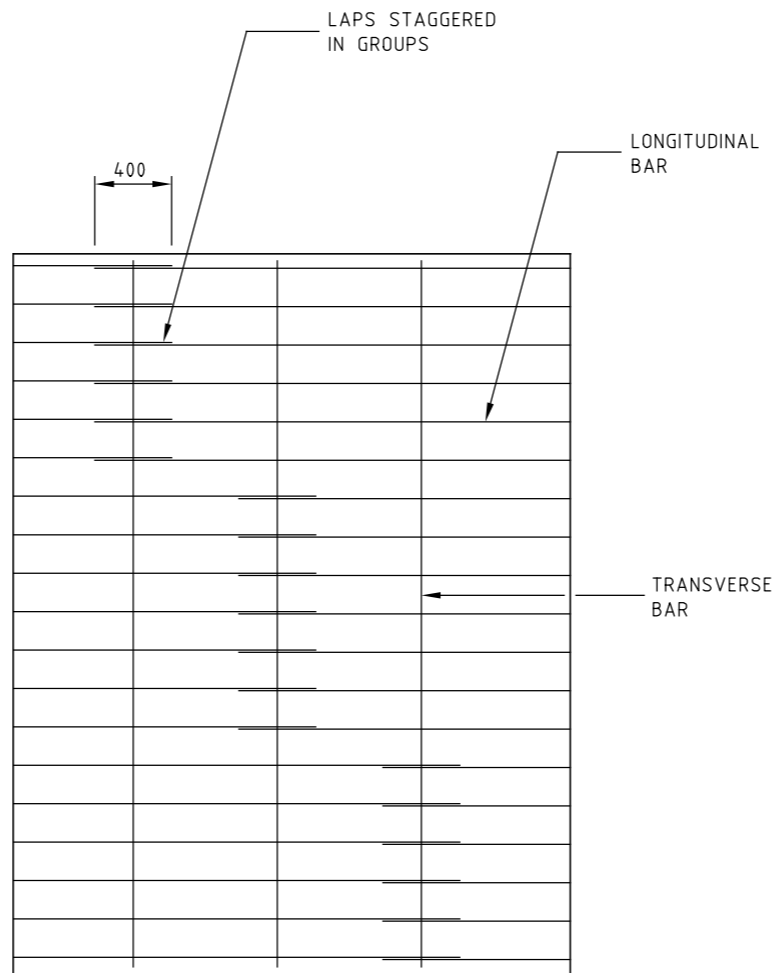 LAPS STAGGERED
IN GROUPS
LONGITUDINAL
BAR
400
TRANSVERSE
BAR